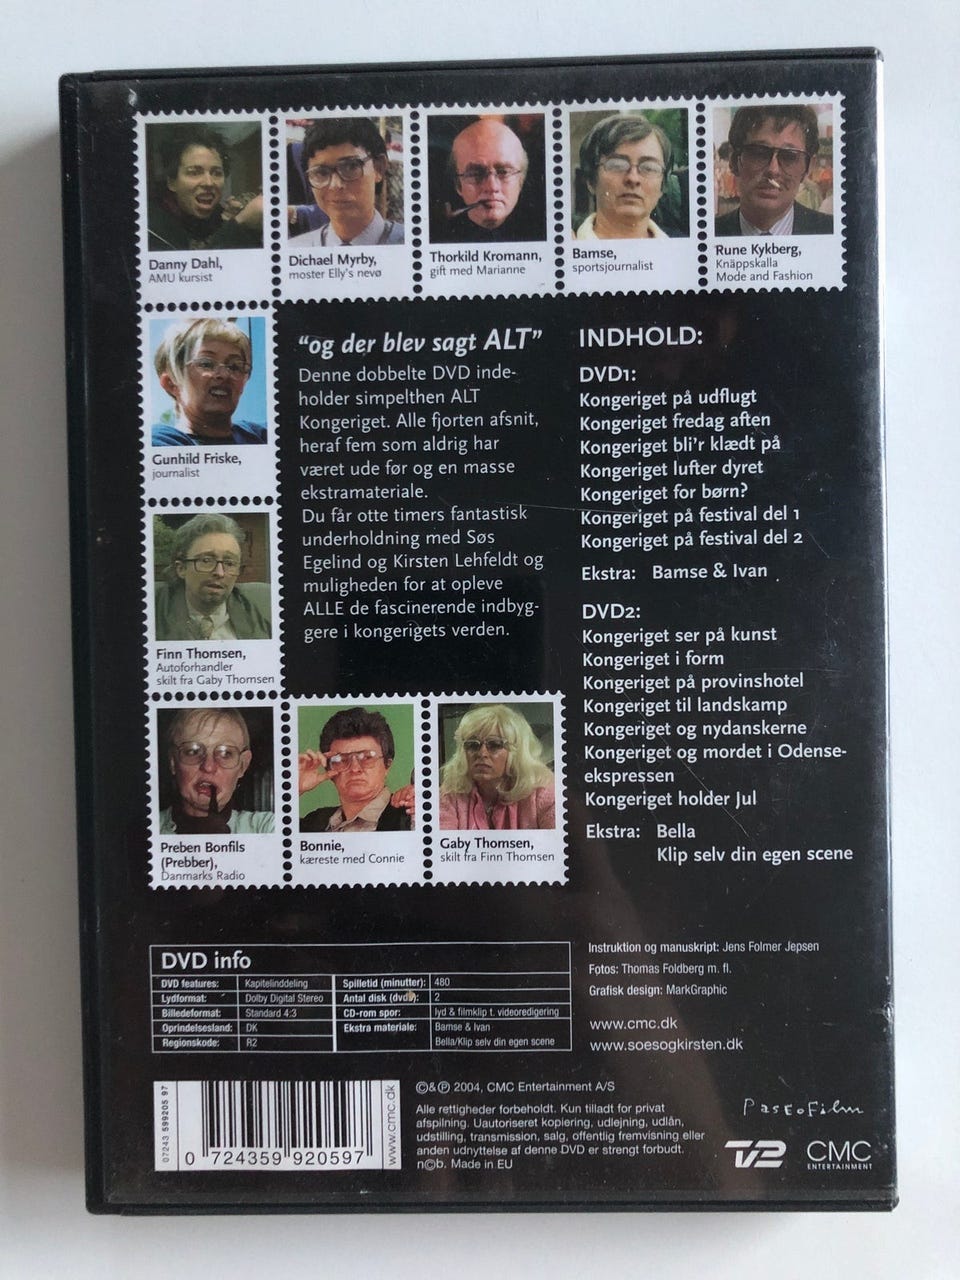 Danny Dahl,
AMU kursist
Dichael Myrby,
moster Elly's nevø
Thorkild Kromann,
gift med Marianne
Bamse,
sportsjournalist
Rune Kykberg,
Knäppskalla
Mode and Fashion
Gunhild Friske,
journalist
Finn Thomsen,
Autoforhandler
skilt fra Gaby Thomsen
Preben Bonfils
(Prebber),
Danmarks Radio
Bonnie,
kæreste med Connie
Gaby Thomsen,
skilt fra Finn Thomsen
"og der blev sagt ALT"
Denne dobbelte DVD inde-
holder simpelthen ALT
Kongeriget. Alle fjorten afsnit,
heraf fem som aldrig har
været ude før og en masse
ekstramateriale.
Du får otte timers fantastisk
underholdning med Søs
Egelind og Kirsten Lehfeldt og
muligheden for at opleve
ALLE de fascinerende indbyg-
gere i kongerigets verden.
INDHOLD:
DVD1:
Kongeriget på udflugt
Kongeriget fredag aften
Kongeriget bli'r klædt på
Kongeriget lufter dyret
Kongeriget for børn?
Kongeriget på festival del 1
Kongeriget på festival del 2
Ekstra: Bamse & Ivan
DVD2:
Kongeriget ser på kunst
Kongeriget i form
Kongeriget på provinshotel
Kongeriget til landskamp
Kongeriget og nydanskerne
Kongeriget og mordet i Odense-
ekspressen
Kongeriget holder Jul
Ekstra: Bella
Klip selv din egen scene
DVD info
DVD features: Kapitelinddeling
Lydformat: Dolby Digital Stereo
Billedeformat: Standard 4:3
Oprindelsesland: DK
Regionskode: R2
Spilletid (minutter): 480
Antal disk (dvds): 2
CD-rom spor: lyd & filmklip t. videoredigering
Ekstra materiale: Bamse & Ivan
Bella/Klip selv din egen scene
Instruktion og manuskript: Jens Folmer Jepsen
Fotos: Thomas Foldberg m. fl.
Grafisk design: MarkGraphic
www.cmc.dk
www.soesogkirsten.dk
07243 599205 97
0 724359 920597
www.cmc.dk
©&℗ 2004, CMC Entertainment A/S
Alle rettigheder forbeholdt. Kun tilladt for privat
afspilning. Uautoriseret kopiering, udlejning, udlån,
udstilling, transmission, salg, offentlig fremvisning eller
anden udnyttelse af denne DVD er strengt forbudt.
n©b. Made in EU
PastoFilm
TV2
CMC
ENTERTAINMENT